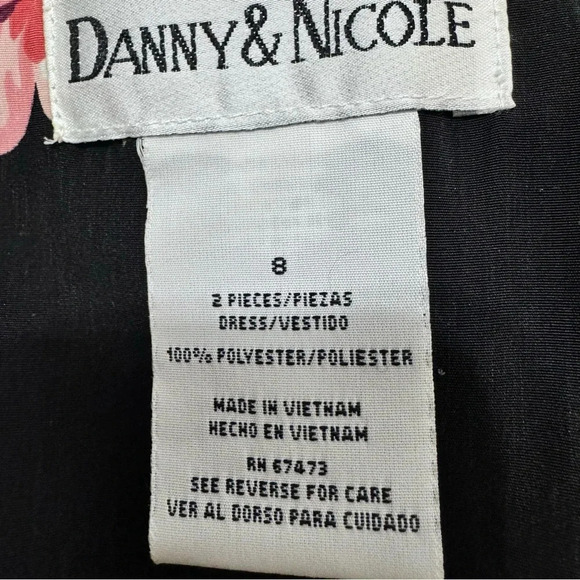 DANNY & NICOLE
8
2 PIECES/PIEZAS
DRESS/VESTIDO
100% POLYESTER/POLIESTER
MADE IN VIETNAM
HECHO EN VIETNAM
RN 67473
SEE REVERSE FOR CARE
VER AL DORSO PARA CUIDADO